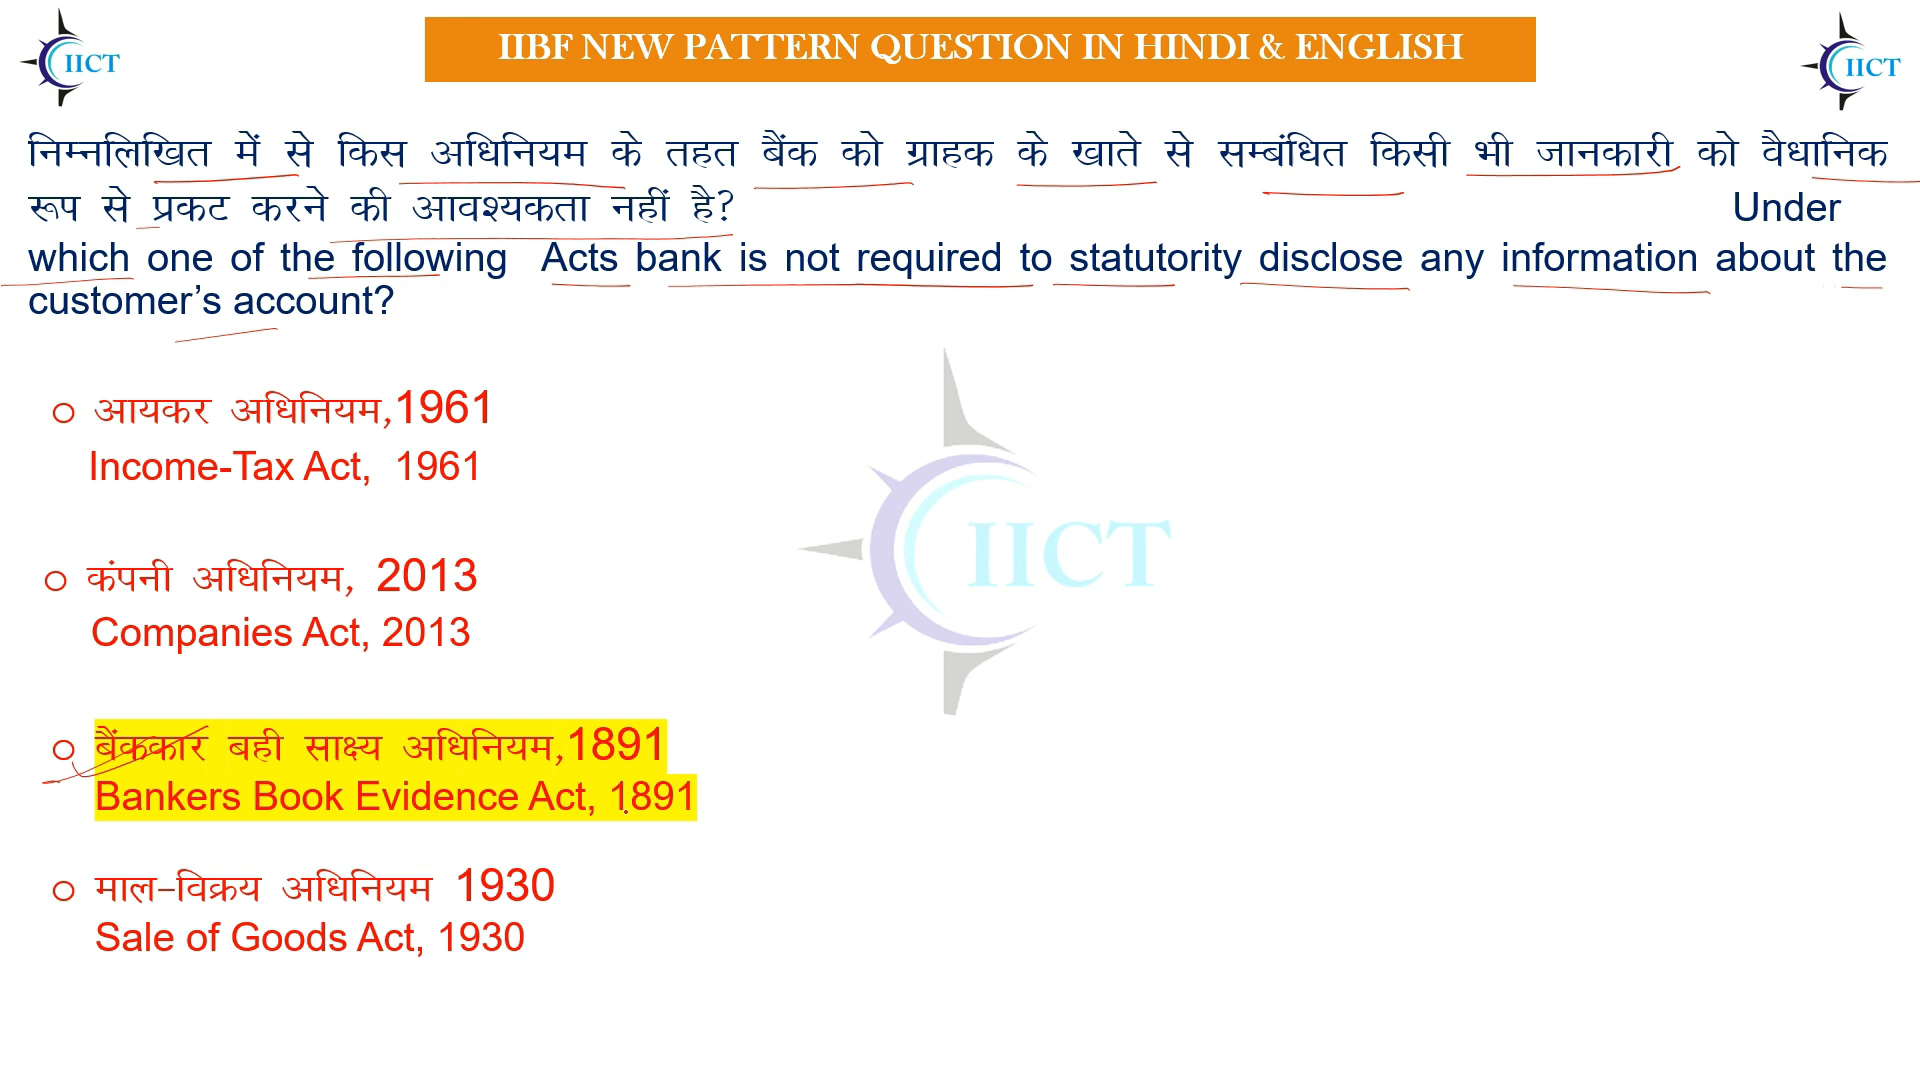 IICT
IIBF NEW PATTERN QUESTION IN HINDI & ENGLISH
IICT
निम्नलिखित में से किस अधिनियम के तहत बैंक को ग्राहक के खाते से सम्बंधित किसी भी जानकारी को वैधानिक
रूप से प्रकट करने की आवश्यकता नहीं है? Under
which one of the following Acts bank is not required to statutority disclose any information about the
customer’s account?
○ आयकर अधिनियम,1961
Income-Tax Act, 1961
○ कंपनी अधिनियम, 2013
Companies Act, 2013
IICT
○ बैंककार बही साक्ष्य अधिनियम,1891
Bankers Book Evidence Act, 1891
○ माल-विक्रय अधिनियम 1930
Sale of Goods Act, 1930